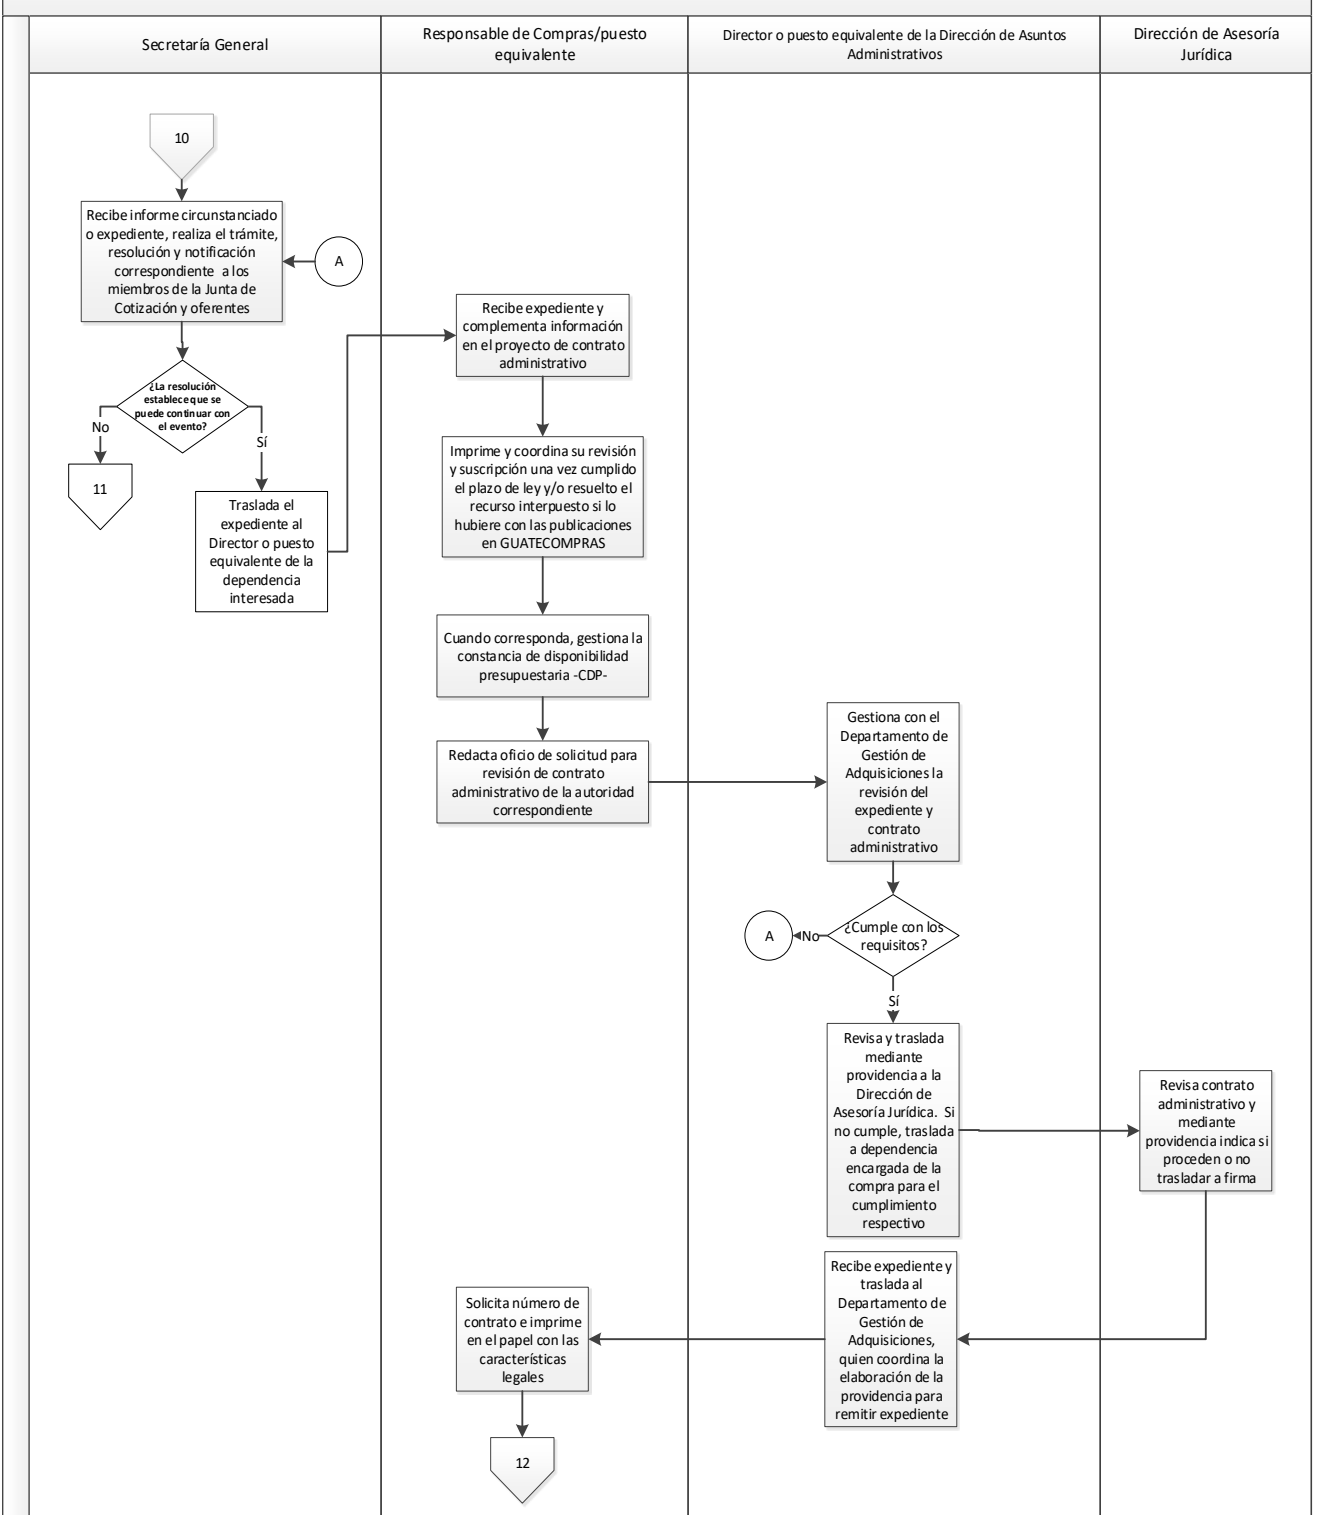 Secretaría General
Responsable de Compras/puesto
equivalente
Director o puesto equivalente de la Dirección de Asuntos
Administrativos
Dirección de Asesoría
Jurídica
10
Recibe informe circunstanciado
o expediente, realiza el trámite,
resolución y notificación
correspondiente a los
miembros de la Junta de
Cotización y oferentes
A
¿La resolución
establece que se
puede continuar con
el evento?
No
Sí
11
Traslada el
expediente al
Director o puesto
equivalente de la
dependencia
interesada
Recibe expediente y
complementa información
en el proyecto de contrato
administrativo
Imprime y coordina su revisión
y suscripción una vez cumplido
el plazo de ley y/o resuelto el
recurso interpuesto si lo
hubiere con las publicaciones
en GUATECOMPRAS
Cuando corresponda, gestiona la
constancia de disponibilidad
presupuestaria -CDP-
Redacta oficio de solicitud para
revisión de contrato
administrativo de la autoridad
correspondiente
Gestiona con el
Departamento de
Gestión de
Adquisiciones la
revisión del
expediente y
contrato
administrativo
¿Cumple con los
requisitos?
No
A
Sí
Revisa y traslada
mediante
providencia a la
Dirección de
Asesoría Jurídica. Si
no cumple, traslada
a dependencia
encargada de la
compra para el
cumplimiento
respectivo
Revisa contrato
administrativo y
mediante
providencia indica si
proceden o no
trasladar a firma
Recibe expediente y
traslada al
Departamento de
Gestión de
Adquisiciones,
quien coordina la
elaboración de la
providencia para
remitir expediente
Solicita número de
contrato e imprime
en el papel con las
características
legales
12